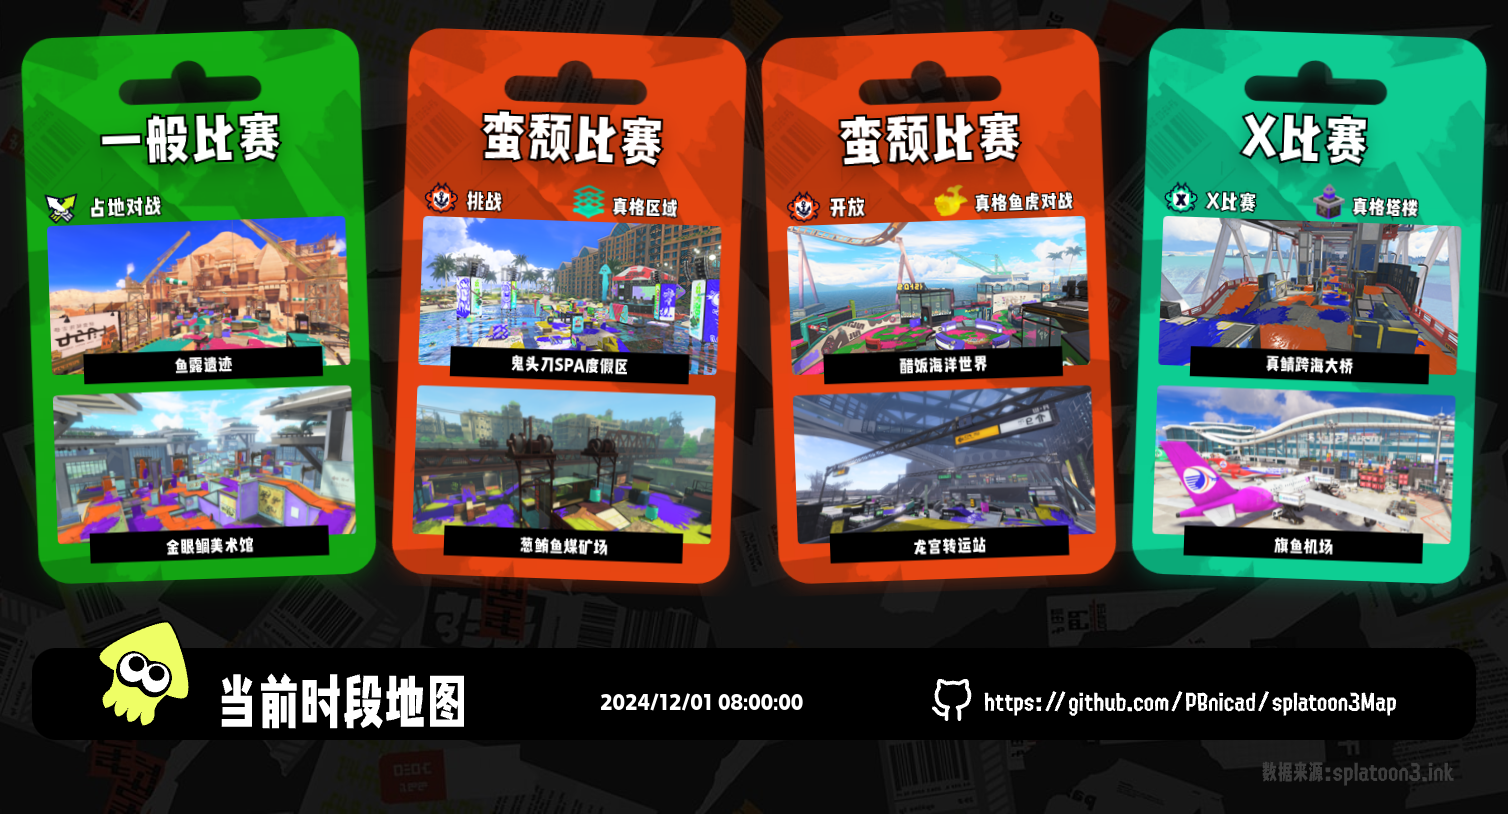 一般比赛
占地对战
鱼露遗迹
金眼鲷美术馆
蛮颓比赛
挑战
真格区域
鬼头刀SPA度假区
葱鲔鱼煤矿场
蛮颓比赛
开放
真格鱼虎对战
醋饭海洋世界
龙宫转运站
X比赛
X比赛
真格塔楼
真鲭跨海大桥
旗鱼机场
当前时段地图
2024/12/01 08:00:00
https://github.com/PBnicad/splatoon3Map
数据来源:splatoon3.ink